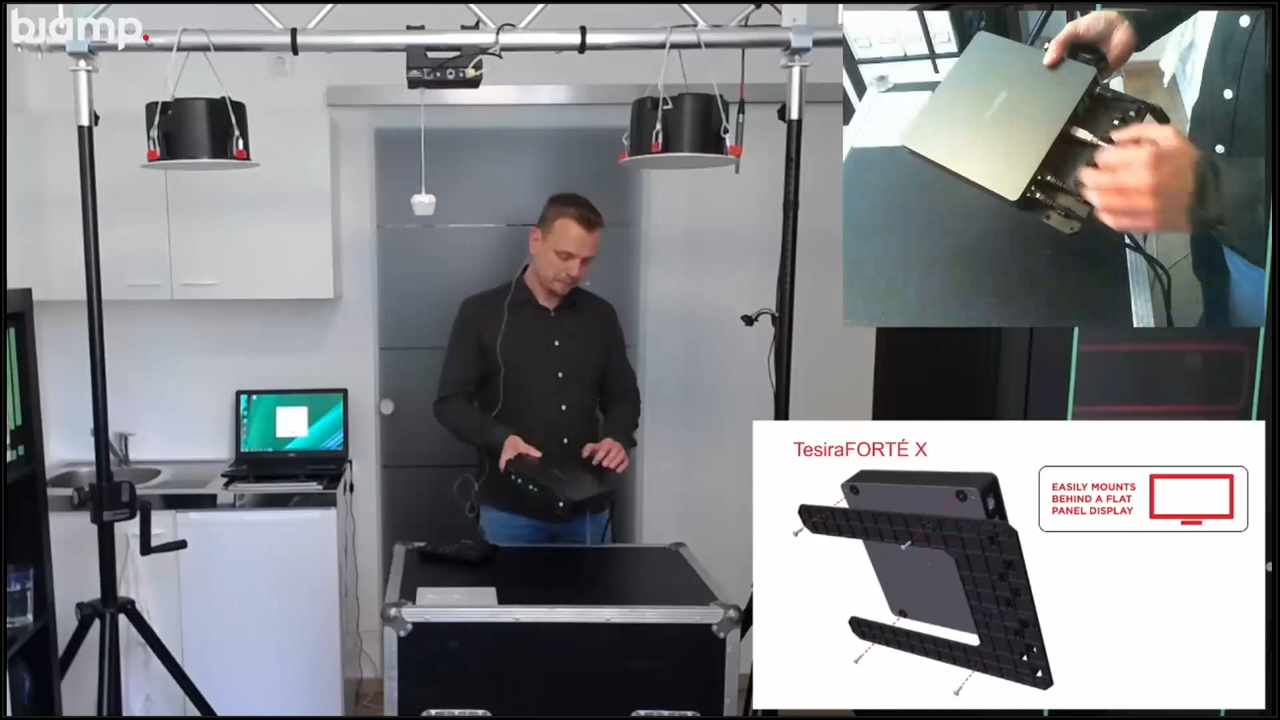 biamp.
TesiraFORTÉ X
EASILY MOUNTS
BEHIND A FLAT
PANEL DISPLAY